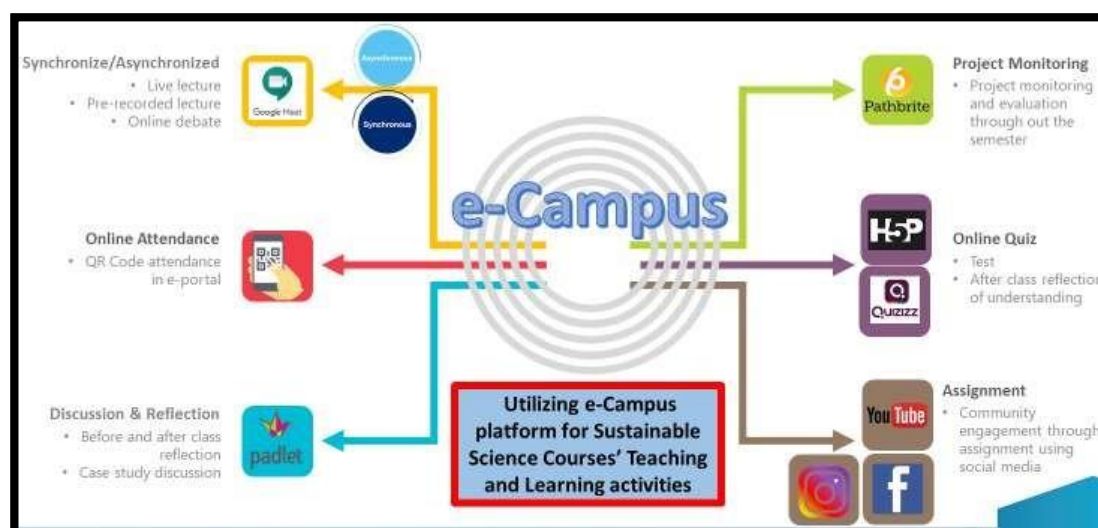 Synchronize/Asynchronized
• Live lecture
• Pre-recorded lecture
• Online debate
Google Meet
Asynchronous
Synchronous
Online Attendance
• QR Code attendance
in e-portal
Discussion & Reflection
• Before and after class
reflection
• Case study discussion
padlet
e-Campus
Utilizing e-Campus
platform for Sustainable
Science Courses' Teaching
and Learning activities
Pathbrite
Project Monitoring
• Project monitoring
and evaluation
through out the
semester
H5P
Quizizz
Online Quiz
• Test
• After class reflection
of understanding
YouTube
f
Assignment
• Community
engagement through
assignment using
social media